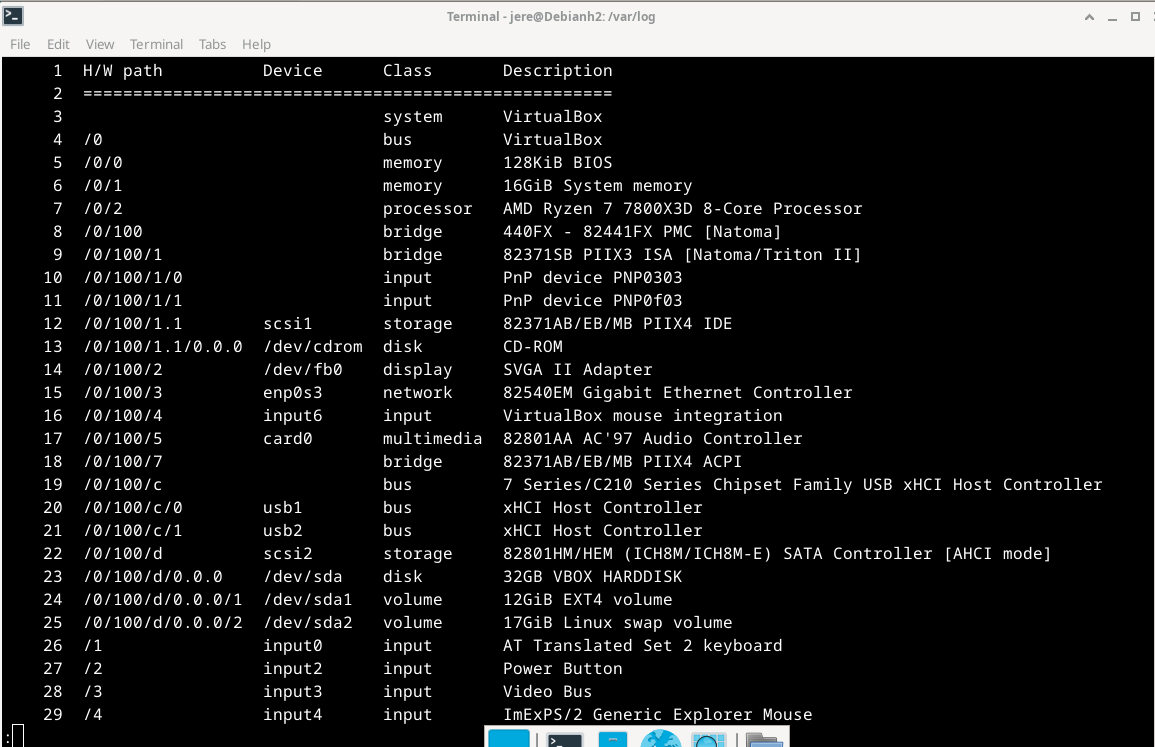 Terminal - jere@Debianh2: /var/log
File Edit View Terminal Tabs Help
1 H/W path Device Class Description
2 =====================================================
3 system VirtualBox
4 /0 bus VirtualBox
5 /0/0 memory 128KiB BIOS
6 /0/1 memory 16GiB System memory
7 /0/2 processor AMD Ryzen 7 7800X3D 8-Core Processor
8 /0/100 bridge 440FX - 82441FX PMC [Natoma]
9 /0/100/1 bridge 82371SB PIIX3 ISA [Natoma/Triton II]
10 /0/100/1/0 input PnP device PNP0303
11 /0/100/1/1 input PnP device PNP0f03
12 /0/100/1.1 scsi1 storage 82371AB/EB/MB PIIX4 IDE
13 /0/100/1.1/0.0.0 /dev/cdrom disk CD-ROM
14 /0/100/2 /dev/fb0 display SVGA II Adapter
15 /0/100/3 enp0s3 network 82540EM Gigabit Ethernet Controller
16 /0/100/4 input6 input VirtualBox mouse integration
17 /0/100/5 card0 multimedia 82801AA AC'97 Audio Controller
18 /0/100/7 bridge 82371AB/EB/MB PIIX4 ACPI
19 /0/100/c bus 7 Series/C210 Series Chipset Family USB xHCI Host Controller
20 /0/100/c/0 usb1 bus xHCI Host Controller
21 /0/100/c/1 usb2 bus xHCI Host Controller
22 /0/100/d scsi2 storage 82801HM/HEM (ICH8M/ICH8M-E) SATA Controller [AHCI mode]
23 /0/100/d/0.0.0 /dev/sda disk 32GB VBOX HARDDISK
24 /0/100/d/0.0.0/1 /dev/sda1 volume 12GiB EXT4 volume
25 /0/100/d/0.0.0/2 /dev/sda2 volume 17GiB Linux swap volume
26 /1 input0 input AT Translated Set 2 keyboard
27 /2 input2 input Power Button
28 /3 input3 input Video Bus
29 /4 input4 input ImExPS/2 Generic Explorer Mouse
: